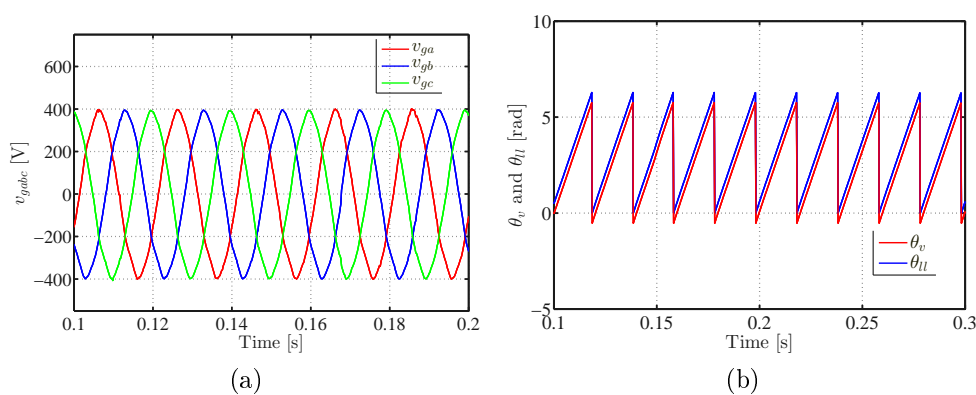 600
400
200
0
−200
−400
v_gabc [V]
v_ga
v_gb
v_gc
0.1 0.12 0.14 0.16 0.18 0.2
Time [s]
(a)
10
5
0
−5
θ_v and θ_ll [rad]
θ_v
θ_ll
0.1 0.15 0.2 0.25 0.3
Time [s]
(b)